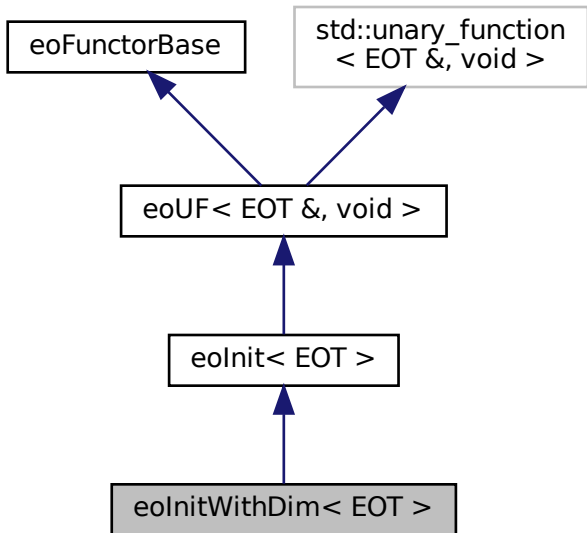 eoFunctorBase
std::unary_function
< EOT &, void >
eoUF< EOT &, void >
eoInit< EOT >
eoInitWithDim< EOT >